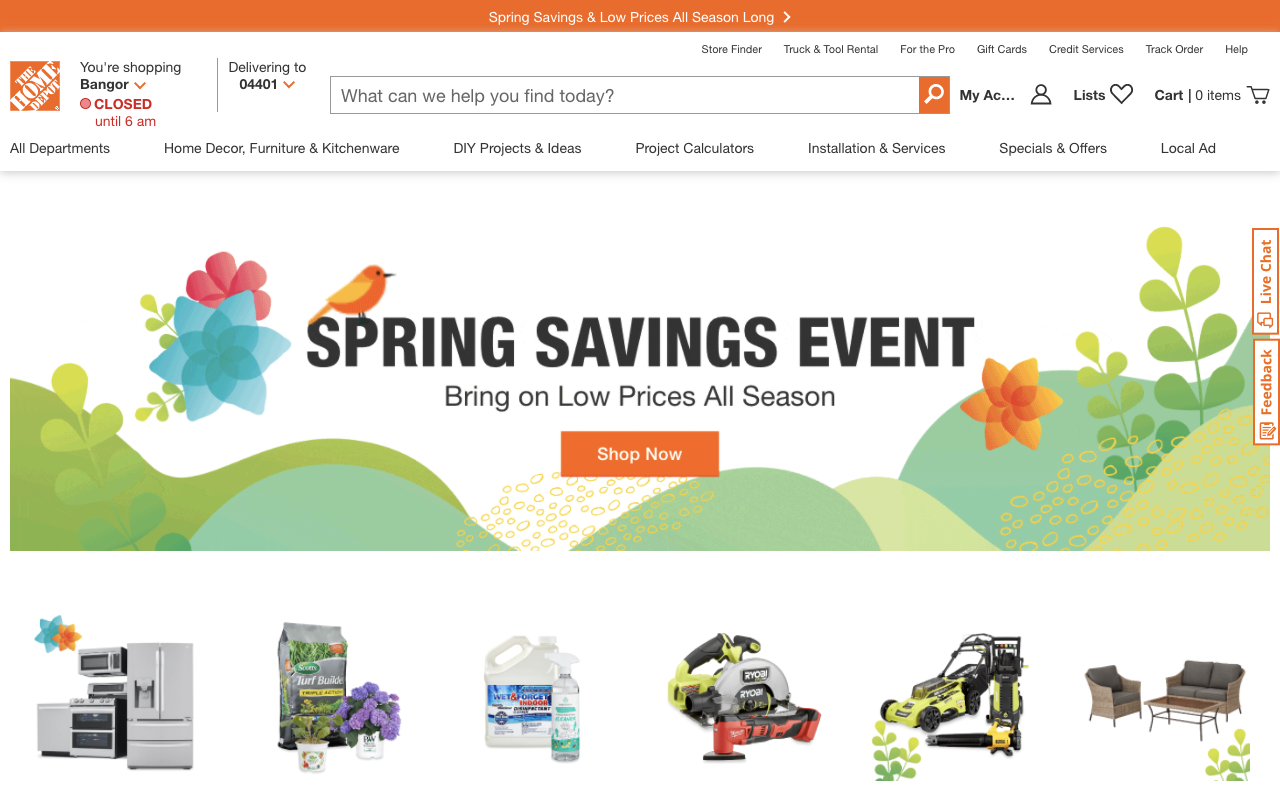 Spring Savings & Low Prices All Season Long
Store Finder Truck & Tool Rental For the Pro Gift Cards Credit Services Track Order Help
THE HOME DEPOT
You're shopping
Bangor
CLOSED
until 6 am
Delivering to
04401
What can we help you find today?
My Ac...
Lists
Cart | 0 items
All Departments Home Decor, Furniture & Kitchenware DIY Projects & Ideas Project Calculators Installation & Services Specials & Offers Local Ad
SPRING SAVINGS EVENT
Bring on Low Prices All Season
Shop Now
Live Chat
Feedback
Scotts
Turf Builder
TRIPLE ACTION
PW
WET & FORGET
INDOOR
DISINFECTANT
RYOBI
RYOBI